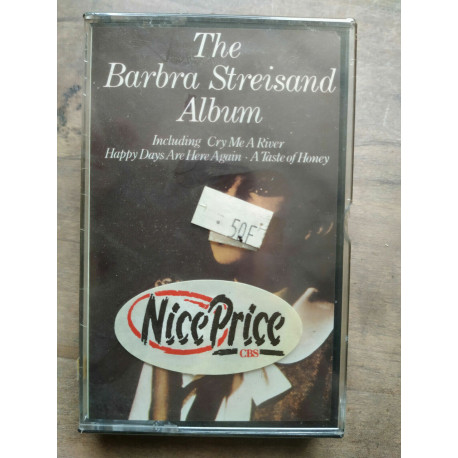 The
Barbra Streisand
Album
Including Cry Me A River
Happy Days Are Here Again · A Taste of Honey
50F
Nice Price
CBS